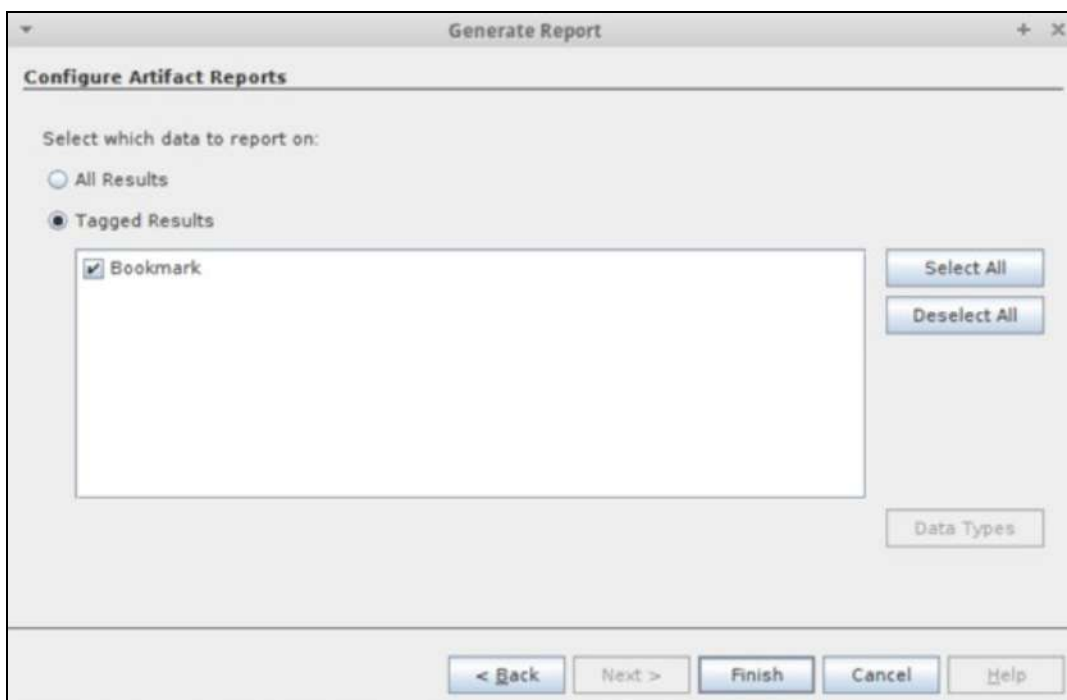 Generate Report
Configure Artifact Reports
Select which data to report on:
All Results
Tagged Results
Bookmark
Select All
Deselect All
Data Types
< Back
Next >
Finish
Cancel
Help